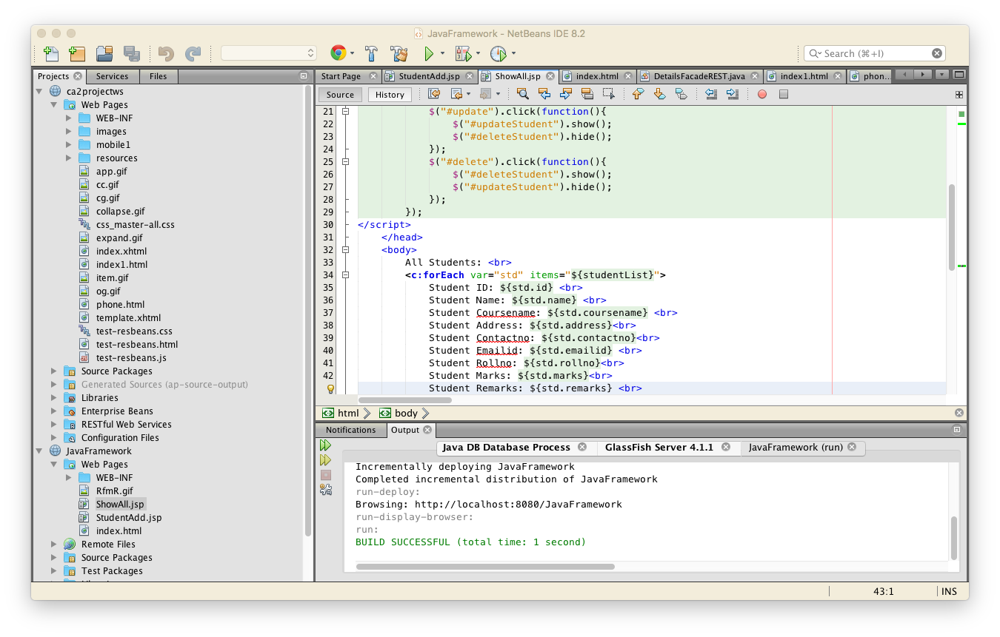 JavaFramework - NetBeans IDE 8.2
Search (⌘+I)
Projects
Services
Files
ca2projectws
Web Pages
WEB-INF
images
mobile1
resources
app.gif
cc.gif
cg.gif
collapse.gif
css_master-all.css
expand.gif
index.xhtml
index1.html
item.gif
og.gif
phone.html
template.xhtml
test-resbeans.css
test-resbeans.html
test-resbeans.js
Source Packages
Generated Sources (ap-source-output)
Libraries
Enterprise Beans
RESTful Web Services
Configuration Files
JavaFramework
Web Pages
WEB-INF
RfmR.gif
ShowAll.jsp
StudentAdd.jsp
index.html
Remote Files
Source Packages
Test Packages
Start Page
StudentAdd.jsp
ShowAll.jsp
index.html
DetailsFacadeREST.java
index1.html
phon...
Source
History
21 $("#update").click(function(){
22 $("#updateStudent").show();
23 $("#deleteStudent").hide();
24 });
25 $("#delete").click(function(){
26 $("#deleteStudent").show();
27 $("#updateStudent").hide();
28 });
29 });
30 </script>
31 </head>
32 <body>
33 All Students: <br>
34 <c:forEach var="std" items="${studentList}">
35 Student ID: ${std.id} <br>
36 Student Name: ${std.name} <br>
37 Student Coursename: ${std.coursename} <br>
38 Student Address: ${std.address}<br>
39 Student Contactno: ${std.contactno}<br>
40 Student Emailid: ${std.emailid} <br>
41 Student Rollno: ${std.rollno}<br>
42 Student Marks: ${std.marks}<br>
Student Remarks: ${std.remarks} <br>
html
body
Notifications
Output
Java DB Database Process
GlassFish Server 4.1.1
JavaFramework (run)
Incrementally deploying JavaFramework
Completed incremental distribution of JavaFramework
run-deploy:
Browsing: http://localhost:8080/JavaFramework
run-display-browser:
run:
BUILD SUCCESSFUL (total time: 1 second)
43:1
INS